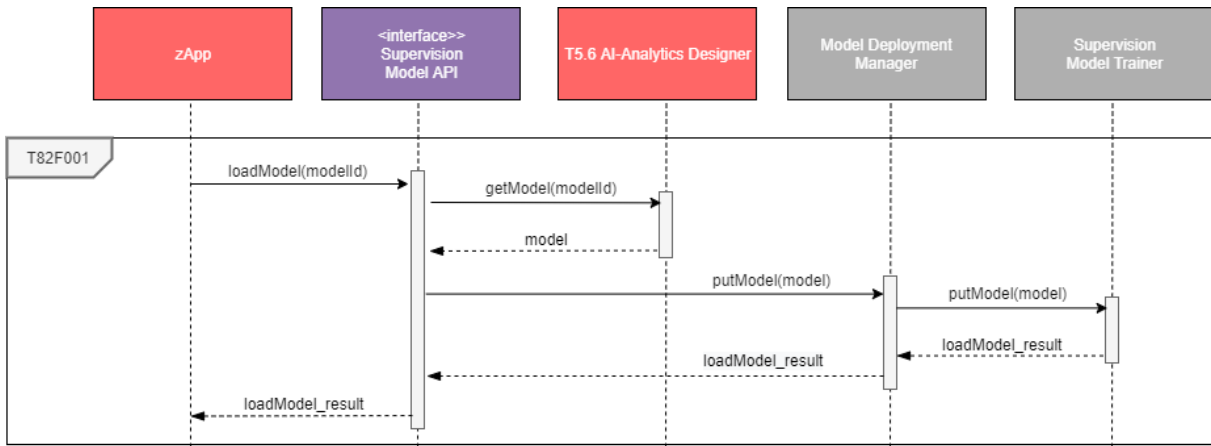 zApp
<interface>>
Supervision
Model API
T5.6 AI-Analytics Designer
Model Deployment
Manager
Supervision
Model Trainer
T82F001
loadModel(modelId)
getModel(modelId)
model
putModel(model)
putModel(model)
loadModel_result
loadModel_result
loadModel_result